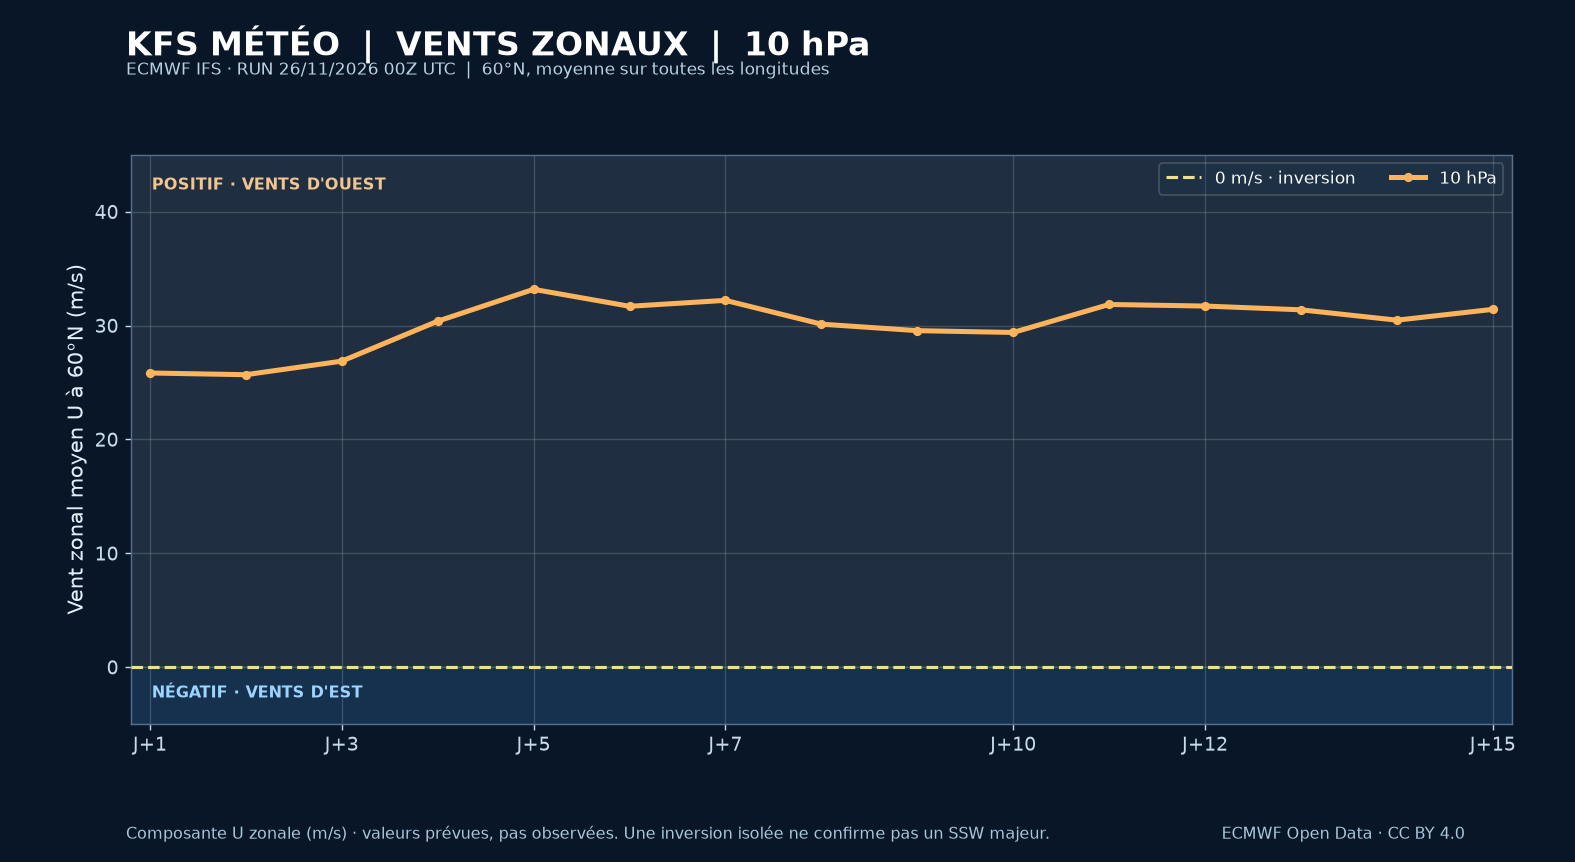 KFS MÉTÉO | VENTS ZONAUX | 10 hPa
ECMWF IFS · RUN 26/11/2026 00Z UTC | 60°N, moyenne sur toutes les longitudes
POSITIF · VENTS D'OUEST
0 m/s · inversion
10 hPa
Vent zonal moyen U à 60°N (m/s)
40
30
20
10
0
NÉGATIF · VENTS D'EST
J+1 J+3 J+5 J+7 J+10 J+12 J+15
Composante U zonale (m/s) · valeurs prévues, pas observées. Une inversion isolée ne confirme pas un SSW majeur.
ECMWF Open Data · CC BY 4.0